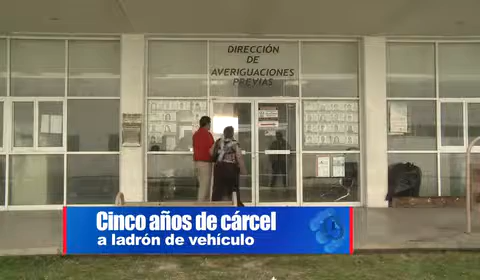 DIRECCIÓN
DE
AVERIGUACIONES
PREVIAS
Cinco años de cárcel
a ladrón de vehículo